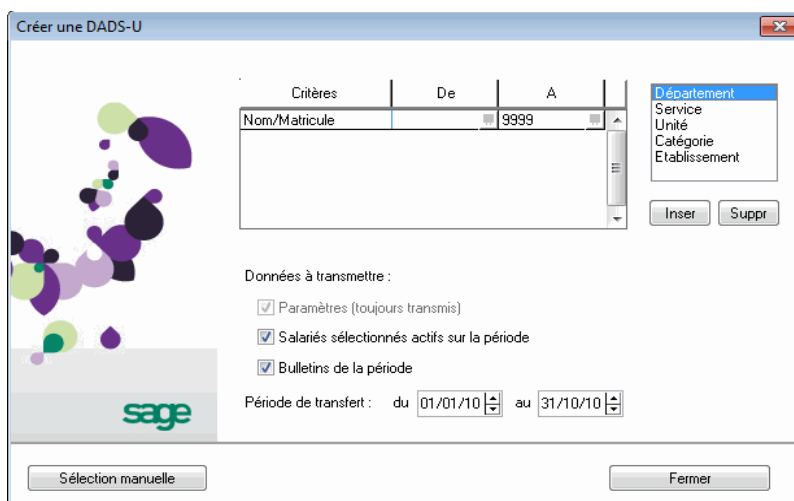 Créer une DADS-U
Critères De A
Nom/Matricule 9999
Département
Service
Unité
Catégorie
Etablissement
Inser Suppr
Données à transmettre :
Paramètres (toujours transmis)
Salariés sélectionnés actifs sur la période
Bulletins de la période
Période de transfert : du 01/01/10 au 31/10/10
sage
Sélection manuelle Fermer